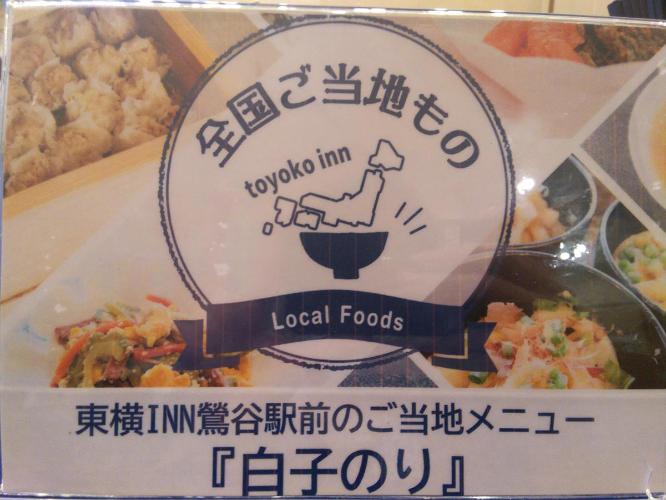 全国ご当地もの
toyoko inn
Local Foods
東横INN鶯谷駅前のご当地メニュー
『白子のり』